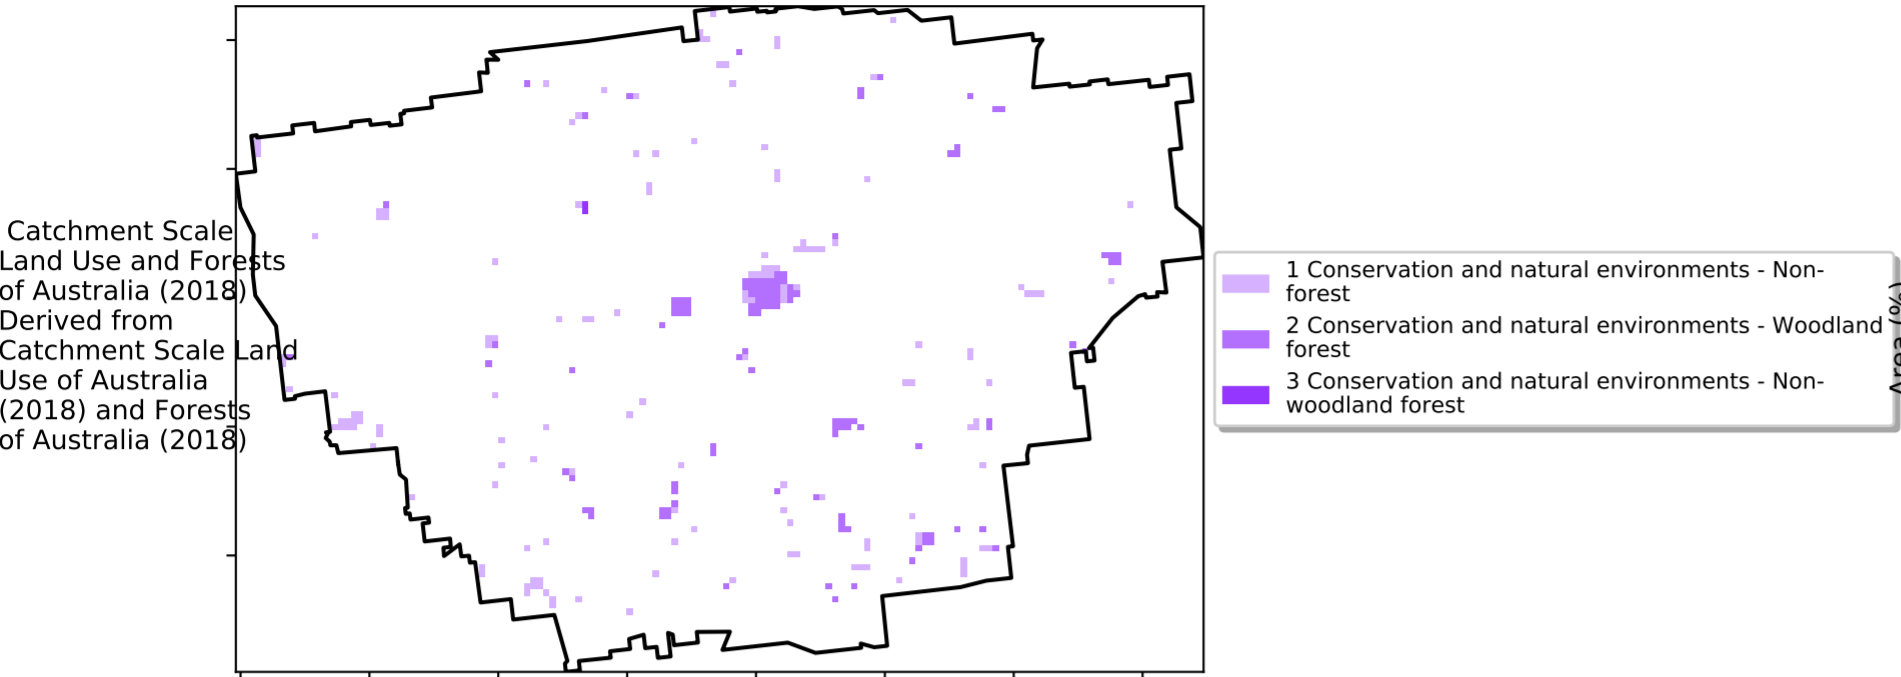 Catchment Scale
Land Use and Forests
of Australia (2018)
Derived from
Catchment Scale Land
Use of Australia
(2018) and Forests
of Australia (2018)
1 Conservation and natural environments - Non-
forest
2 Conservation and natural environments - Woodland
forest
3 Conservation and natural environments - Non-
woodland forest